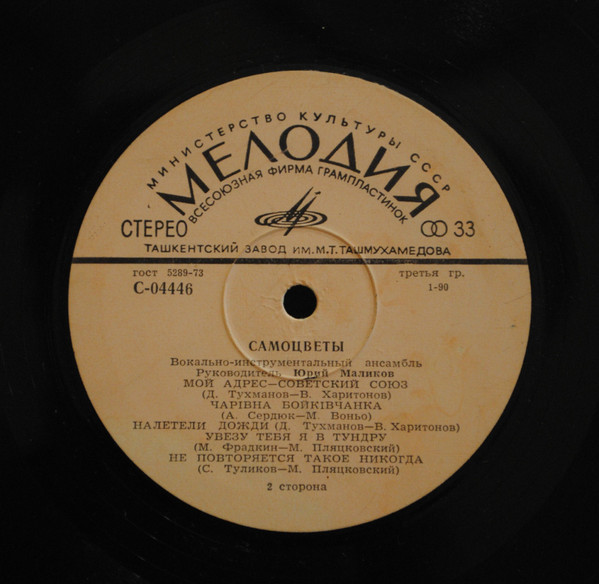 МИНИСТЕРСТВО КУЛЬТУРЫ СССР
МЕЛОДИЯ
ВСЕСОЮЗНАЯ ФИРМА ГРАМПЛАСТИНОК
СТЕРЕО
33
ТАШКЕНТСКИЙ ЗАВОД ИМ. М.Т. ТАШМУХАМЕДОВА
гост 5289-73
третья гр.
С-04446
1-90
САМОЦВЕТЫ
Вокально-инструментальный ансамбль
Руководитель Юрий Маликов
МОЙ АДРЕС—СОВЕТСКИЙ СОЮЗ
(Д. Тухманов—В. Харитонов)
ЧАРІВНА БОЙКІВЧАНКА
(А. Сердюк—М. Воньо)
НАЛЕТЕЛИ ДОЖДИ (Д. Тухманов—В. Харитонов)
УВЕЗУ ТЕБЯ Я В ТУНДРУ
(М. Фрадкин—М. Пляцковский)
НЕ ПОВТОРЯЕТСЯ ТАКОЕ НИКОГДА
(С. Туликов—М. Пляцковский)
2 сторона